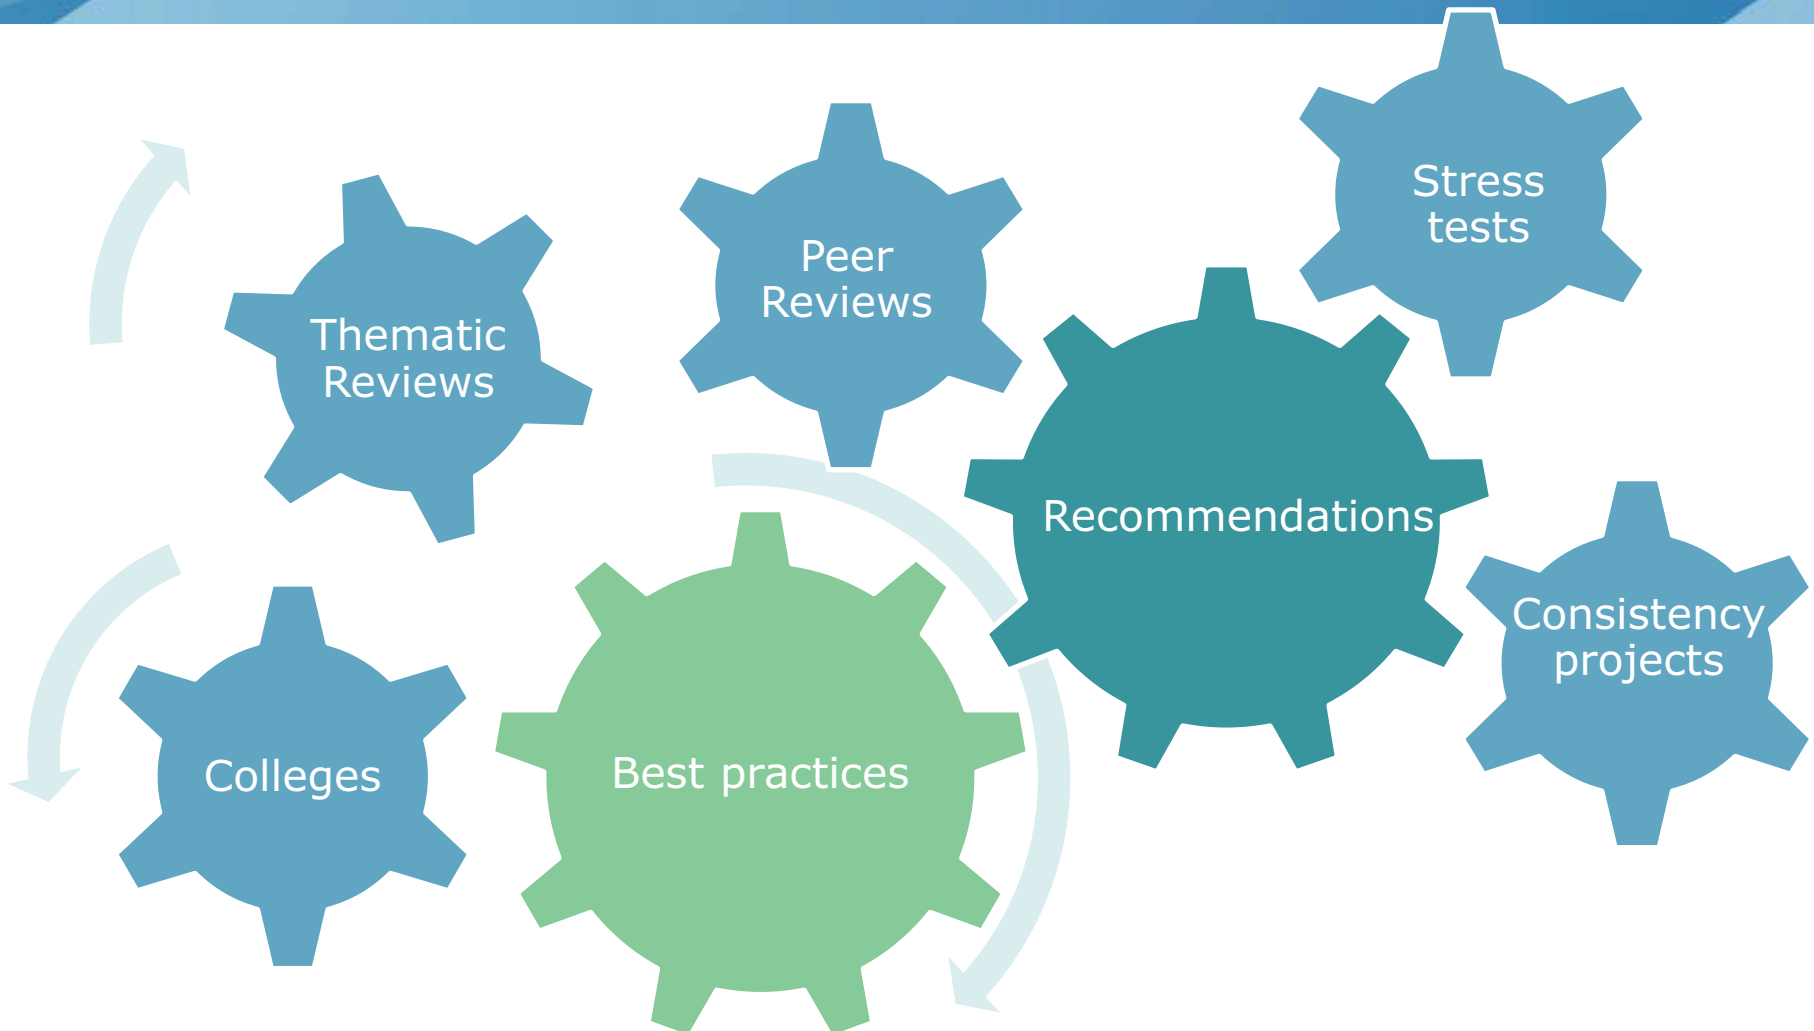 Stress
tests
Peer
Reviews
Thematic
Reviews
Recommendations
Consistency
projects
Best practices
Colleges